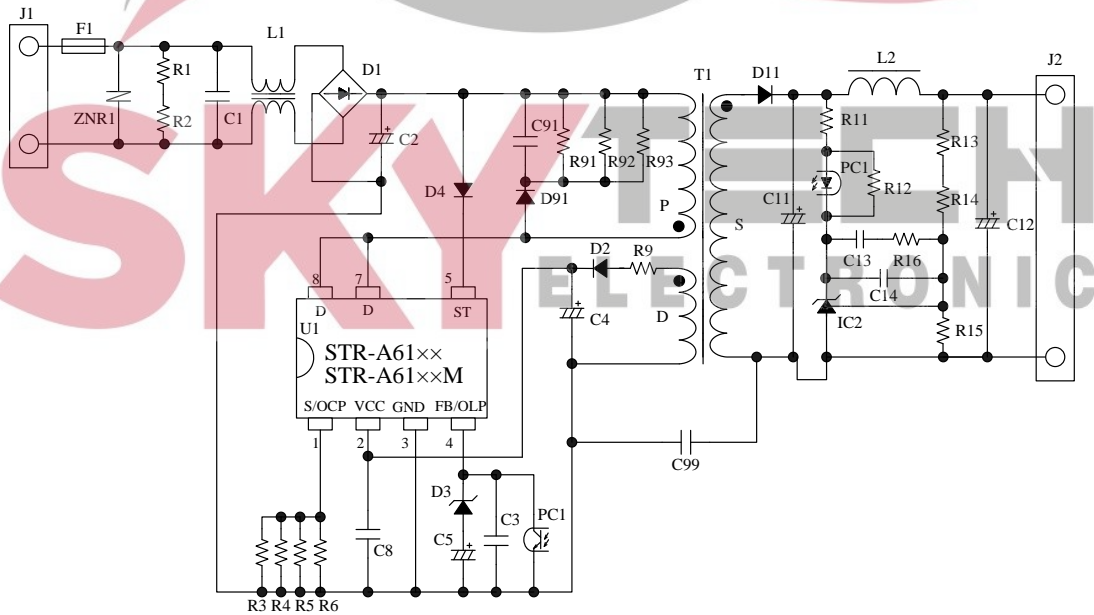 J1
F1
L1
D1
T1
D11
L2
J2
ZNR1
R1
R2
C1
C2
C91
R91
R92
R93
D4
D91
P
S
R11
PC1
R12
C11
R13
R14
C12
C13
R16
C14
IC2
R15
D2
R9
C4
D
8
7
5
D
D
ST
U1
STR-A61××
STR-A61××M
S/OCP
VCC
GND
FB/OLP
1
2
3
4
C99
D3
C5
C3
PC1
C8
R3
R4
R5
R6
SKYTECH
ELECTRONIC